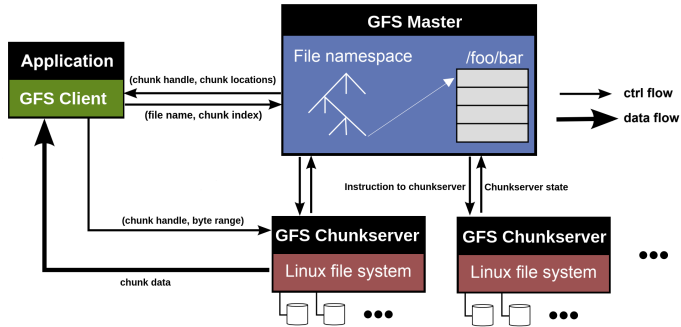 GFS Master
Application
GFS Client
File namespace
/foo/bar
(chunk handle, chunk locations)
(file name, chunk index)
ctrl flow
data flow
Instruction to chunkserver
Chunkserver state
(chunk handle, byte range)
GFS Chunkserver
Linux file system
GFS Chunkserver
Linux file system
chunk data